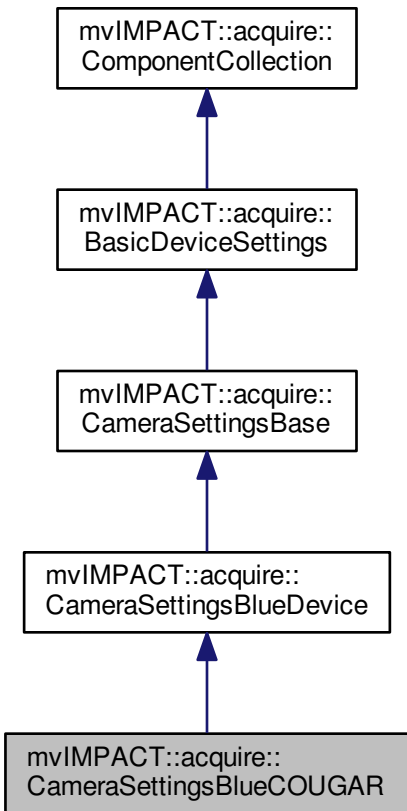 mvIMPACT::acquire::
ComponentCollection
mvIMPACT::acquire::
BasicDeviceSettings
mvIMPACT::acquire::
CameraSettingsBase
mvIMPACT::acquire::
CameraSettingsBlueDevice
mvIMPACT::acquire::
CameraSettingsBlueCOUGAR